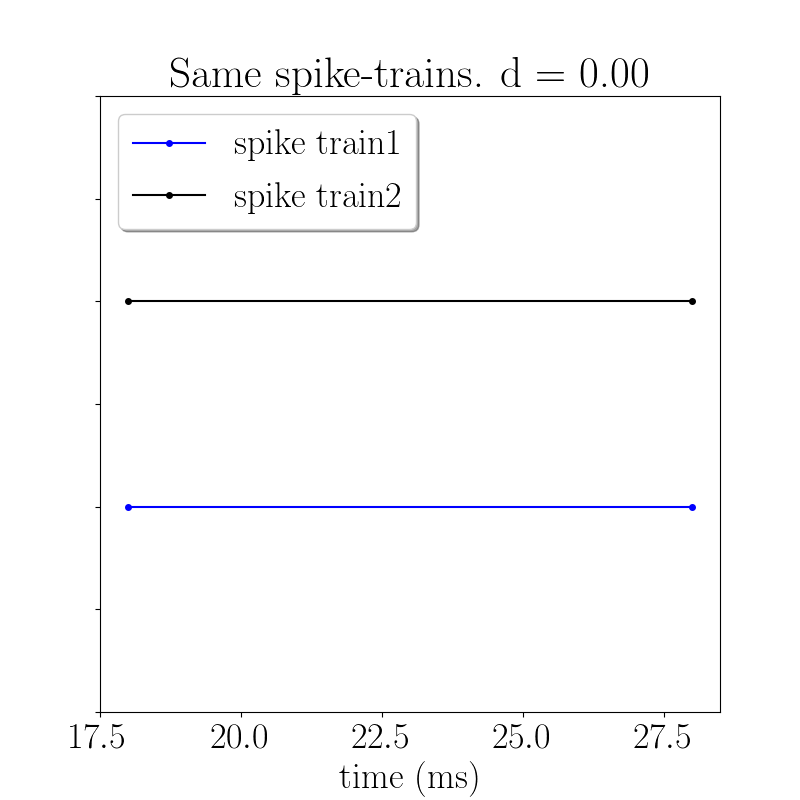 Same spike-trains. d = 0.00
spike train1
spike train2
17.5 20.0 22.5 25.0 27.5
time (ms)